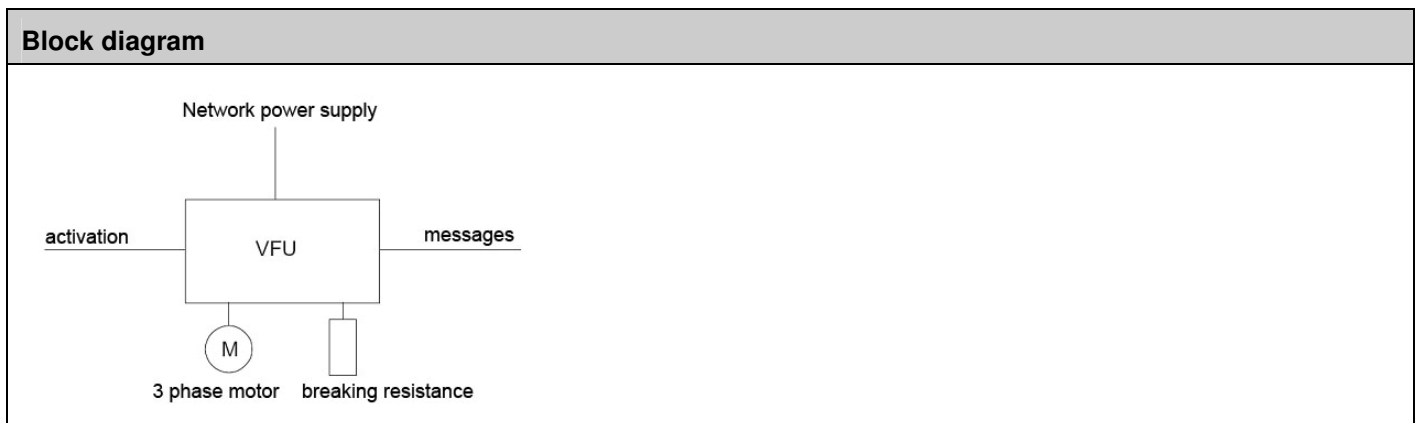 Block diagram
Network power supply
activation
VFU
messages
M
3 phase motor
breaking resistance